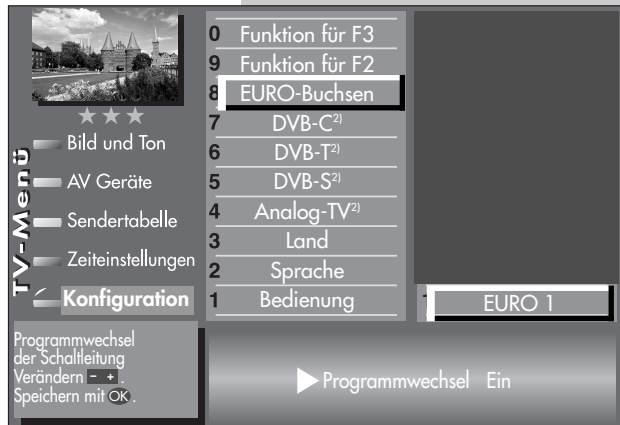 TV-Menü
Bild und Ton
AV Geräte
Sendertabelle
Zeiteinstellungen
Konfiguration
0 Funktion für F3
9 Funktion für F2
8 EURO-Buchsen
7 DVB-C2)
6 DVB-T2)
5 DVB-S2)
4 Analog-TV2)
3 Land
2 Sprache
1 Bedienung
1 EURO 1
Programmwechsel
der Schaltleitung
Verändern - + .
Speichern mit OK .
Programmwechsel Ein